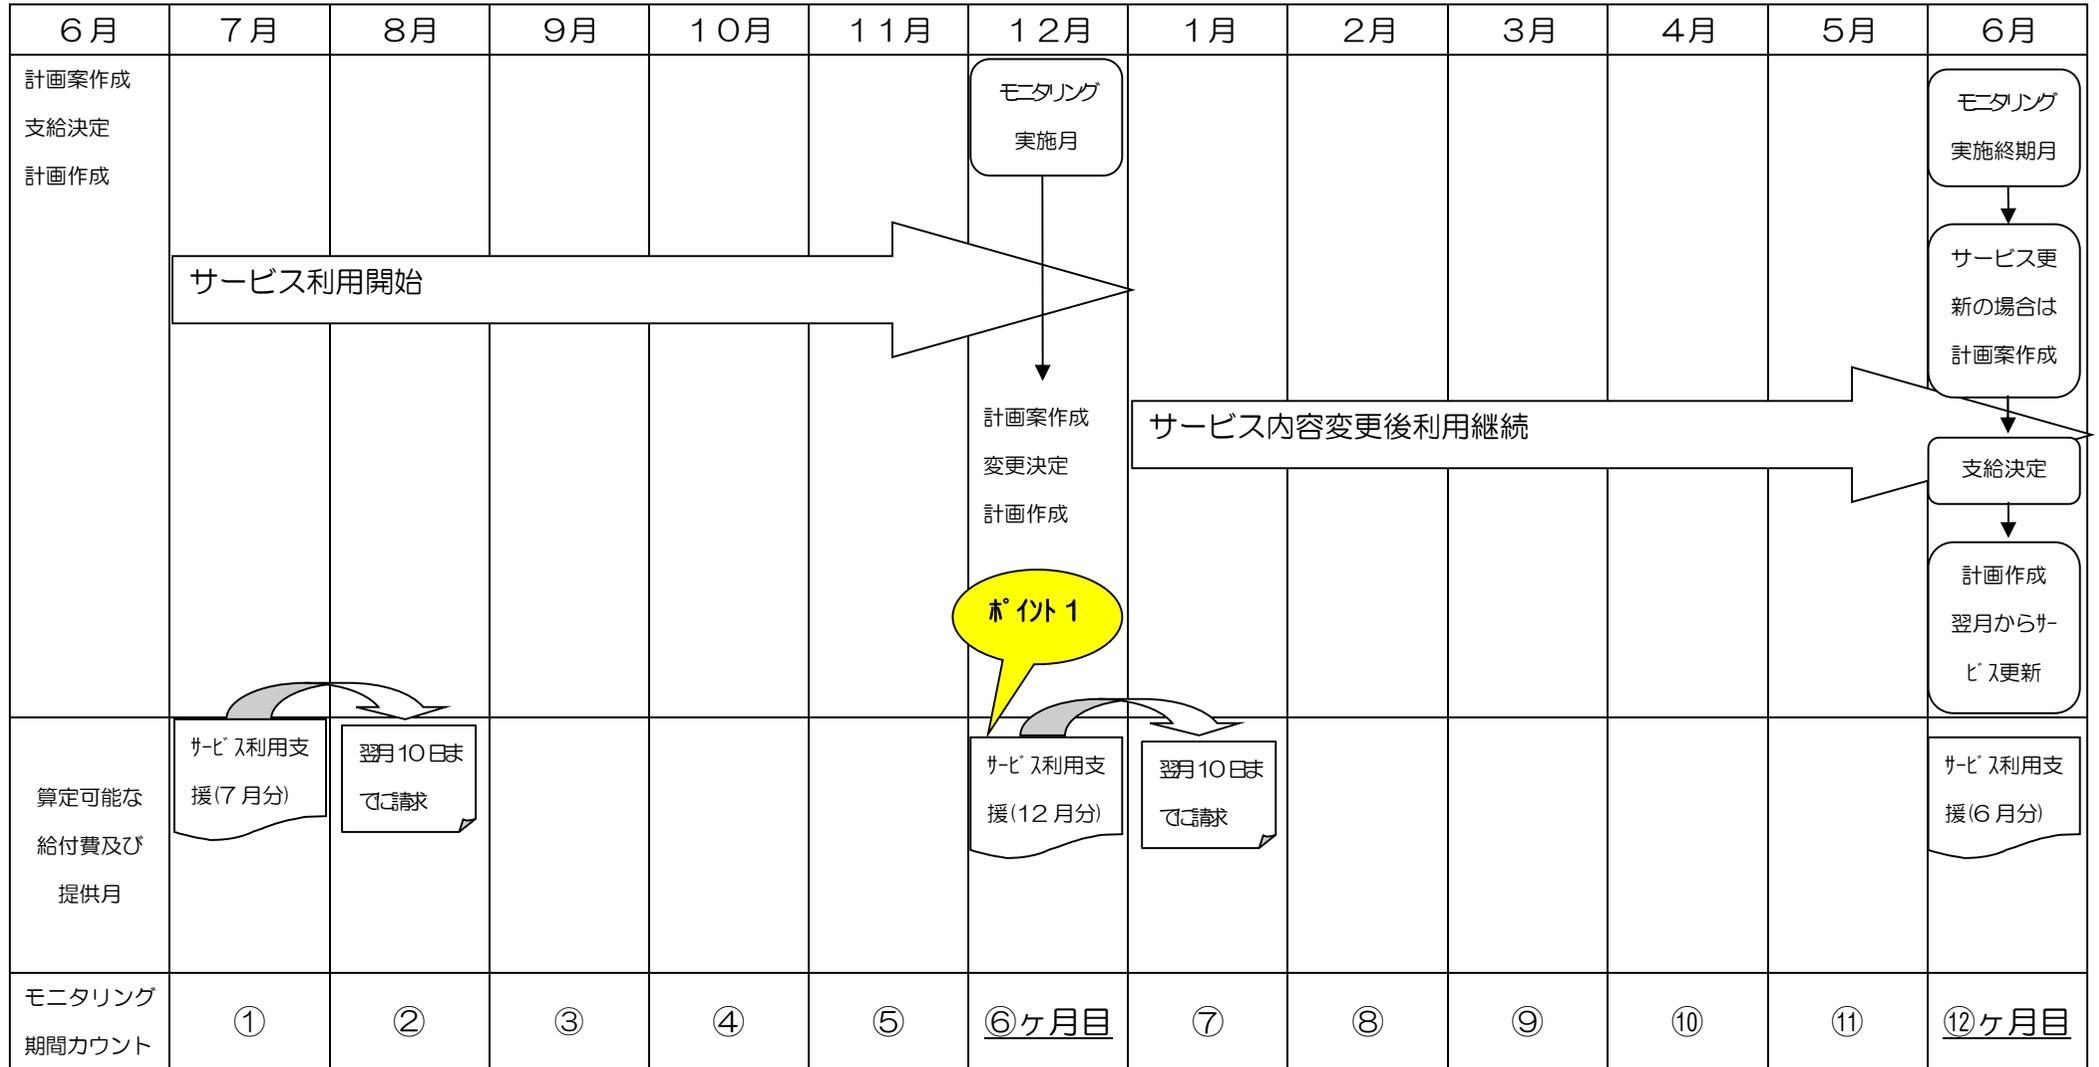 6月 7月 8月 9月 10月 11月 12月 1月 2月 3月 4月 5月 6月
計画案作成
支給決定
計画作成
モニタリング
実施月
モニタリング
実施終期月
サービス更
新の場合は
計画案作成
サービス利用開始
計画案作成
変更決定
計画作成
サービス内容変更後利用継続
支給決定
計画作成
翌月からｻｰ
ﾋﾞｽ更新
ﾎﾟｲﾝﾄ1
算定可能な
給付費及び
提供月
ｻｰﾋﾞｽ利用支
援(7月分)
翌月10日ま
でに請求
ｻｰﾋﾞｽ利用支
援(12月分)
翌月10日ま
でに請求
ｻｰﾋﾞｽ利用支
援(6月分)
モニタリング
期間カウント
① ② ③ ④ ⑤ ⑥ヶ月目 ⑦ ⑧ ⑨ ⑩ ⑪ ⑫ヶ月目